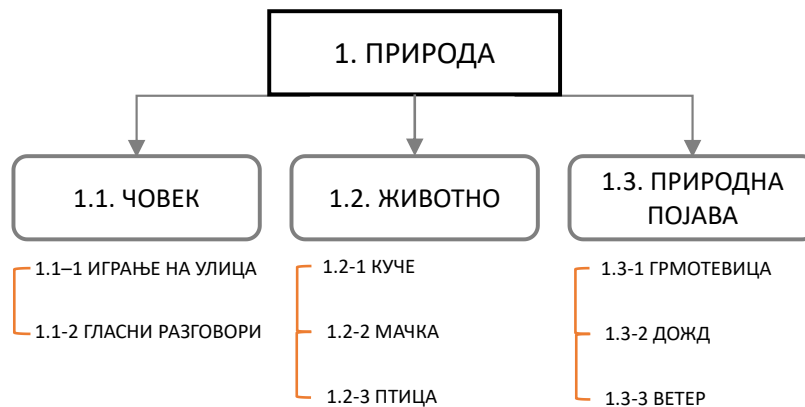 1. ПРИРОДА
1.1. ЧОВЕК
1.2. ЖИВОТНО
1.3. ПРИРОДНА
ПОЈАВА
1.1–1 ИГРАЊЕ НА УЛИЦА
1.1-2 ГЛАСНИ РАЗГОВОРИ
1.2-1 КУЧЕ
1.2-2 МАЧКА
1.2-3 ПТИЦА
1.3-1 ГРМОТЕВИЦА
1.3-2 ДОЖД
1.3-3 ВЕТЕР